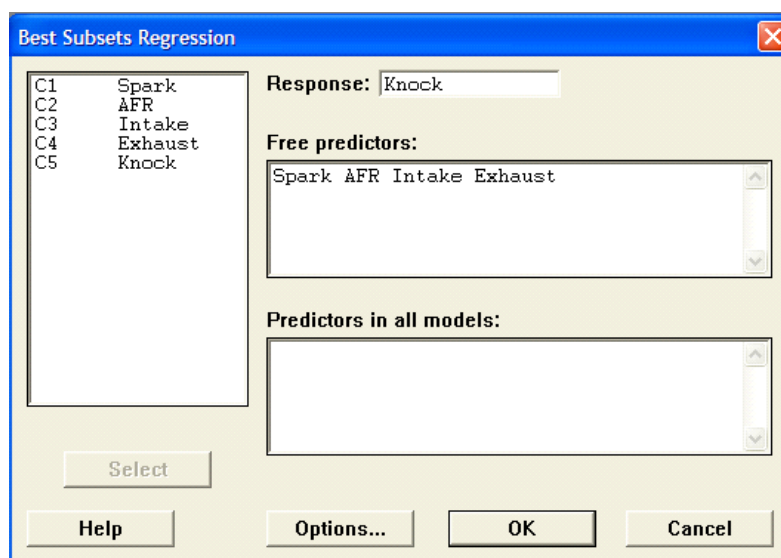 Best Subsets Regression
C1 Spark
C2 AFR
C3 Intake
C4 Exhaust
C5 Knock
Select
Response: Knock
Free predictors:
Spark AFR Intake Exhaust
Predictors in all models:
Help Options... OK Cancel